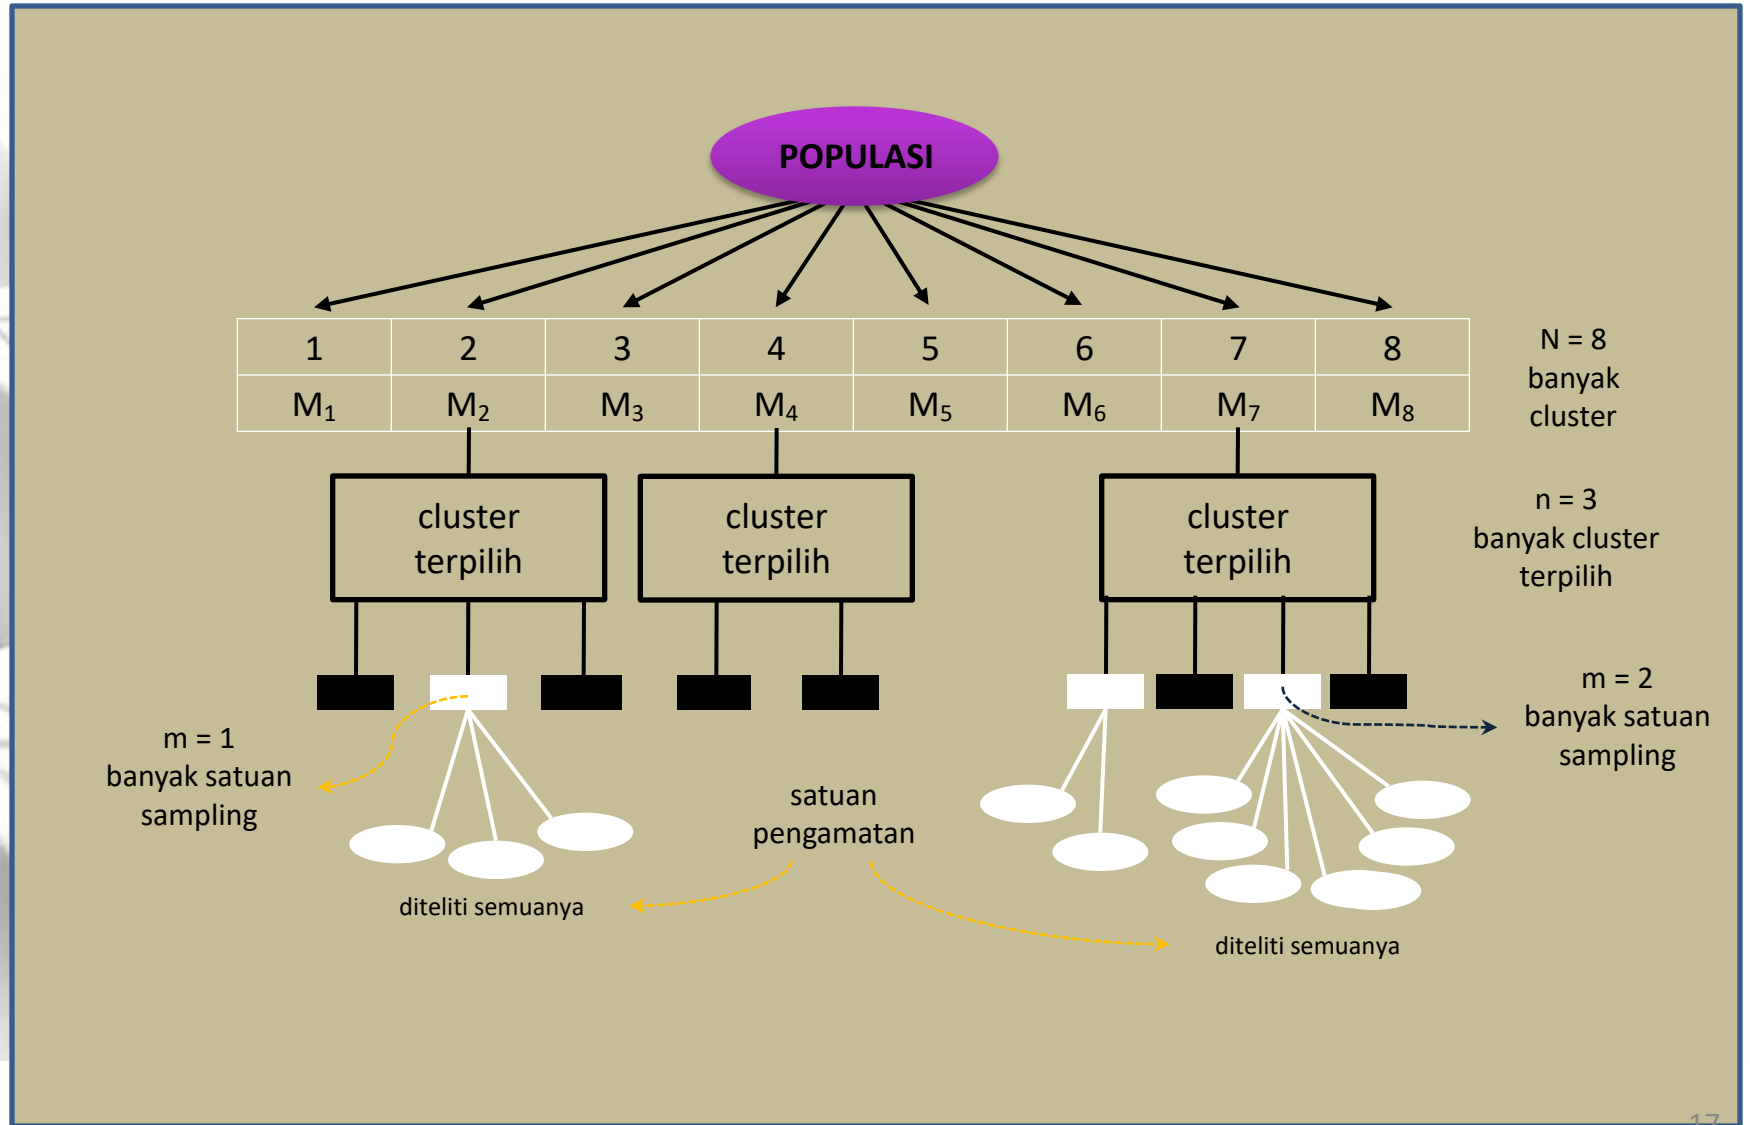 POPULASI
1 2 3 4 5 6 7 8
M1 M2 M3 M4 M5 M6 M7 M8
N = 8
banyak
cluster
cluster
terpilih
cluster
terpilih
cluster
terpilih
n = 3
banyak cluster
terpilih
m = 1
banyak satuan
sampling
m = 2
banyak satuan
sampling
satuan
pengamatan
diteliti semuanya
diteliti semuanya
17